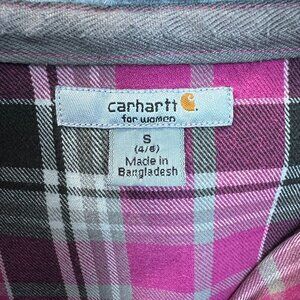 carhartt
for women
S
(4/6)
Made in
Bangladesh